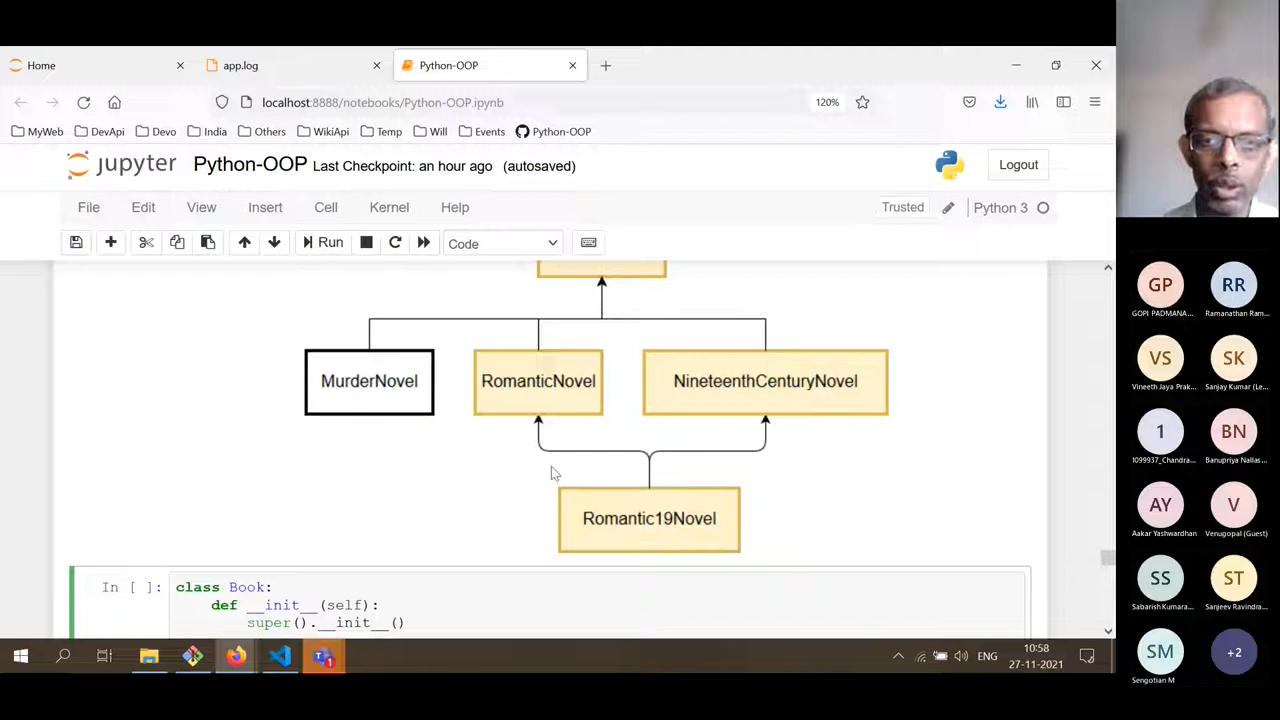 Home
app.log
Python-OOP
localhost:8888/notebooks/Python-OOP.ipynb
120%
MyWeb
DevApi
Devo
India
Others
WikiApi
Temp
Will
Events
Python-OOP
jupyter
Python-OOP Last Checkpoint: an hour ago (autosaved)
Logout
File Edit View Insert Cell Kernel Help
Trusted
Python 3
Run
Code
MurderNovel
RomanticNovel
NineteenthCenturyNovel
Romantic19Novel
In [ ]: class Book:
def __init__(self):
super().__init__()
ENG
10:58
27-11-2021
1
GP
GOPI PADMANA...
RR
Ramanathan Ram...
VS
Vineeth Jaya Prak...
SK
Sanjay Kumar (Le...
1
1099937_Chandra...
BN
Banupriya Nallas...
AY
Aakar Yashwardhan
V
Venugopal (Guest)
SS
Sabarish Kumara...
ST
Sanjeev Ravindra...
SM
Sengotian M
+2